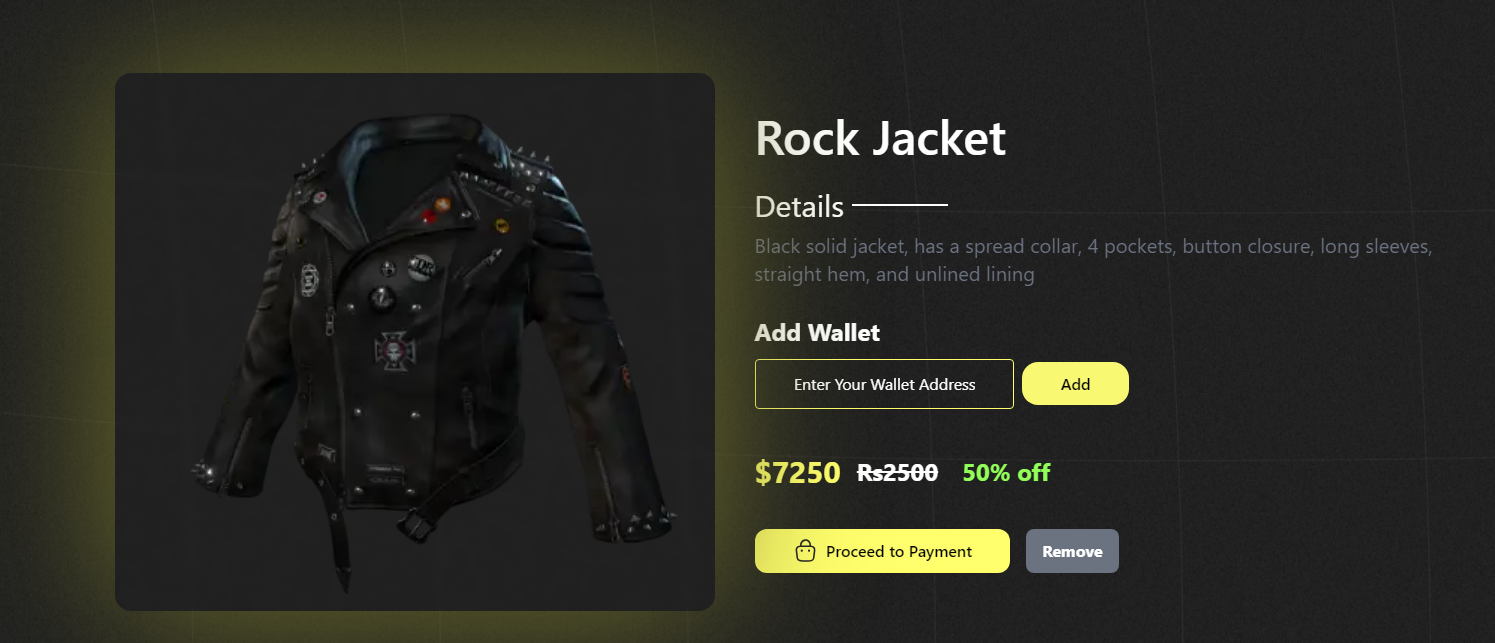 Rock Jacket
Details
Black solid jacket, has a spread collar, 4 pockets, button closure, long sleeves,
straight hem, and unlined lining
Add Wallet
Enter Your Wallet Address Add
$7250 Rs2500 50% off
Proceed to Payment Remove